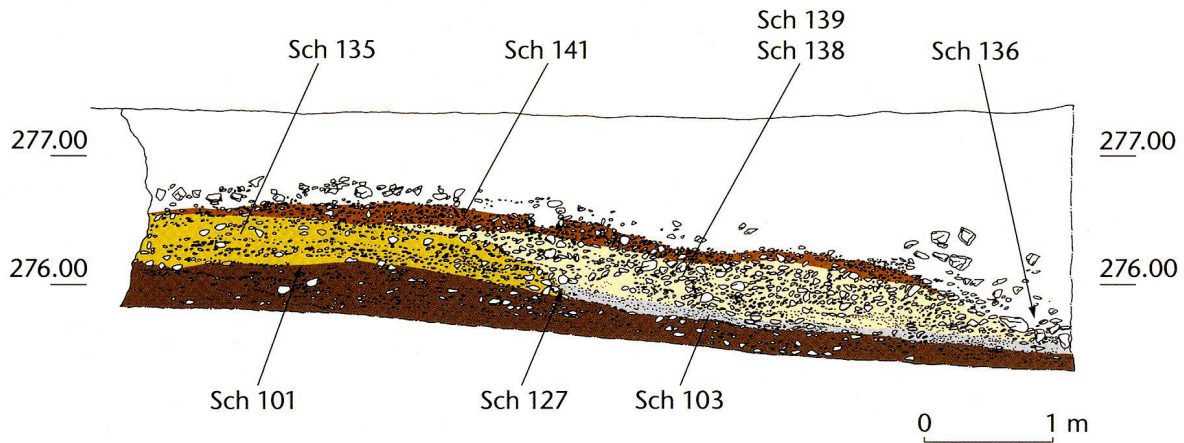 Sch 139
Sch 135 Sch 141 Sch 138 Sch 136
277.00 277.00
276.00 276.00
Sch 101 Sch 127 Sch 103
0 1 m